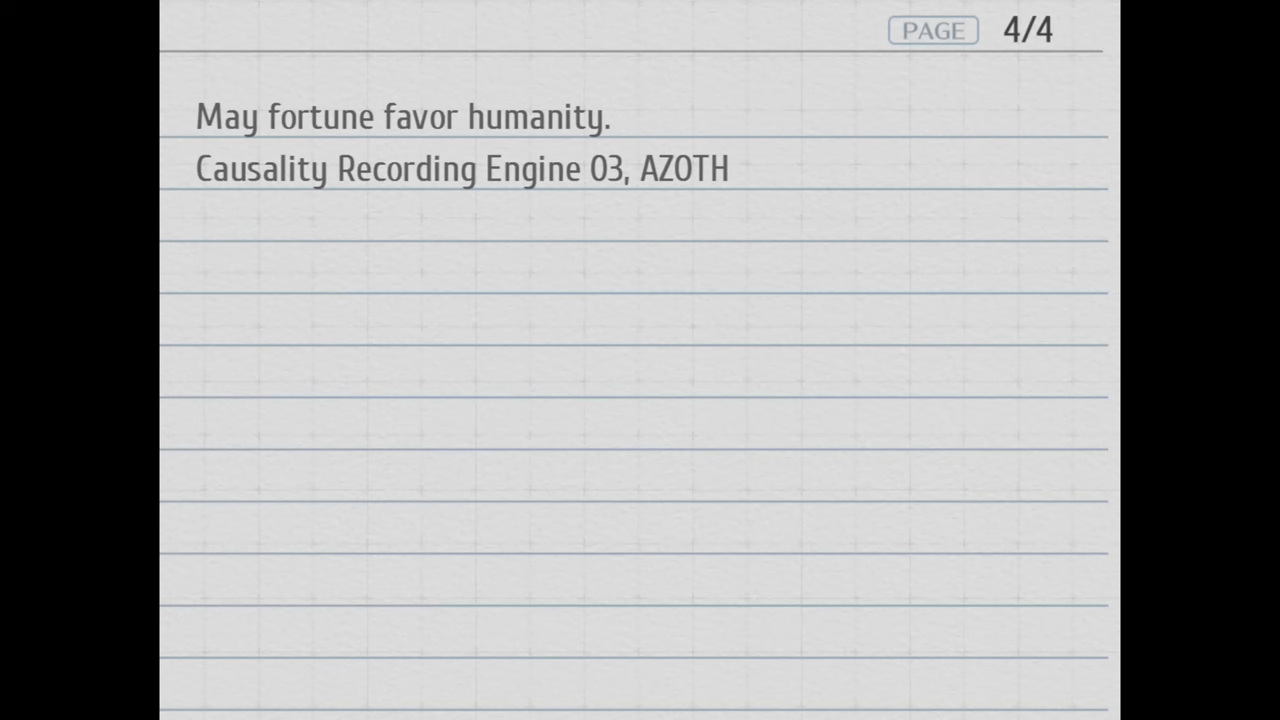 PAGE 4/4
May fortune favor humanity.
Causality Recording Engine 03, AZOTH